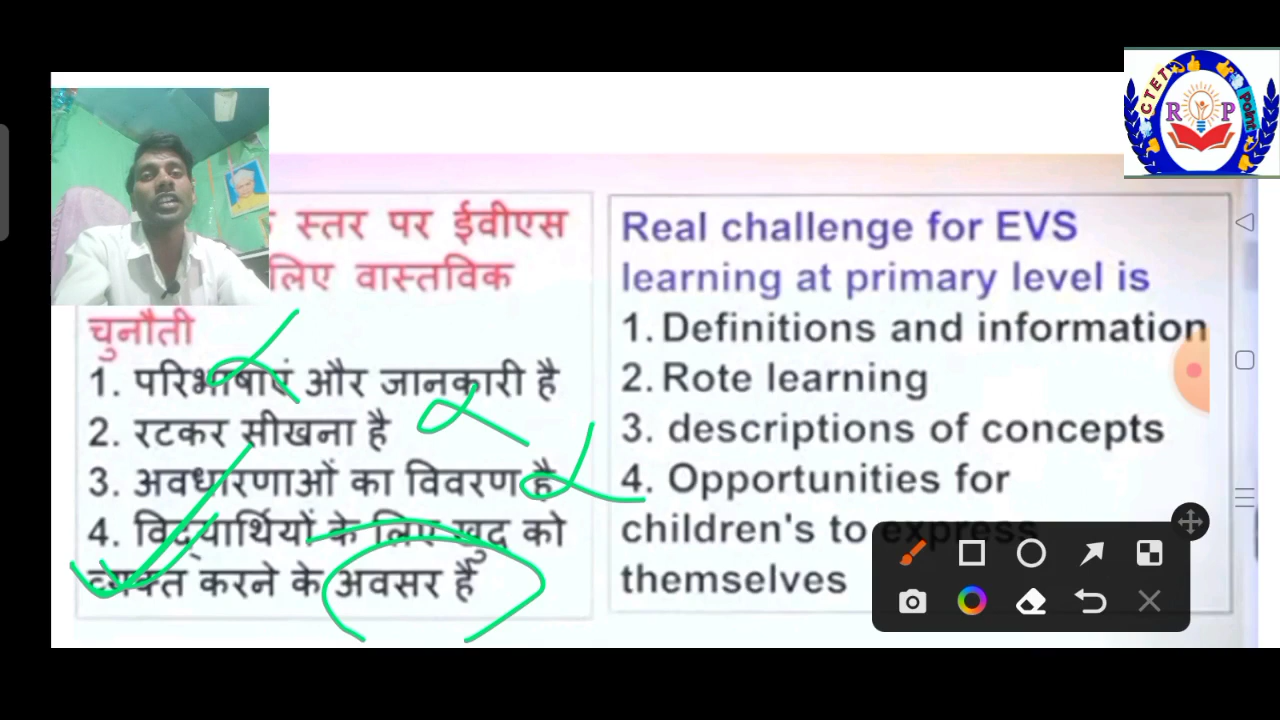 CTET Point
R P
स्तर पर ईवीएस
लिए वास्तविक
चुनौती
1. परिभाषाएं और जानकारी है
2. रटकर सीखना है
3. अवधारणाओं का विवरण है
4. विद्यार्थियों के लिए खुद को
व्यक्त करने के अवसर है
Real challenge for EVS
learning at primary level is
1. Definitions and information
2. Rote learning
3. descriptions of concepts
4. Opportunities for
children's to express
themselves